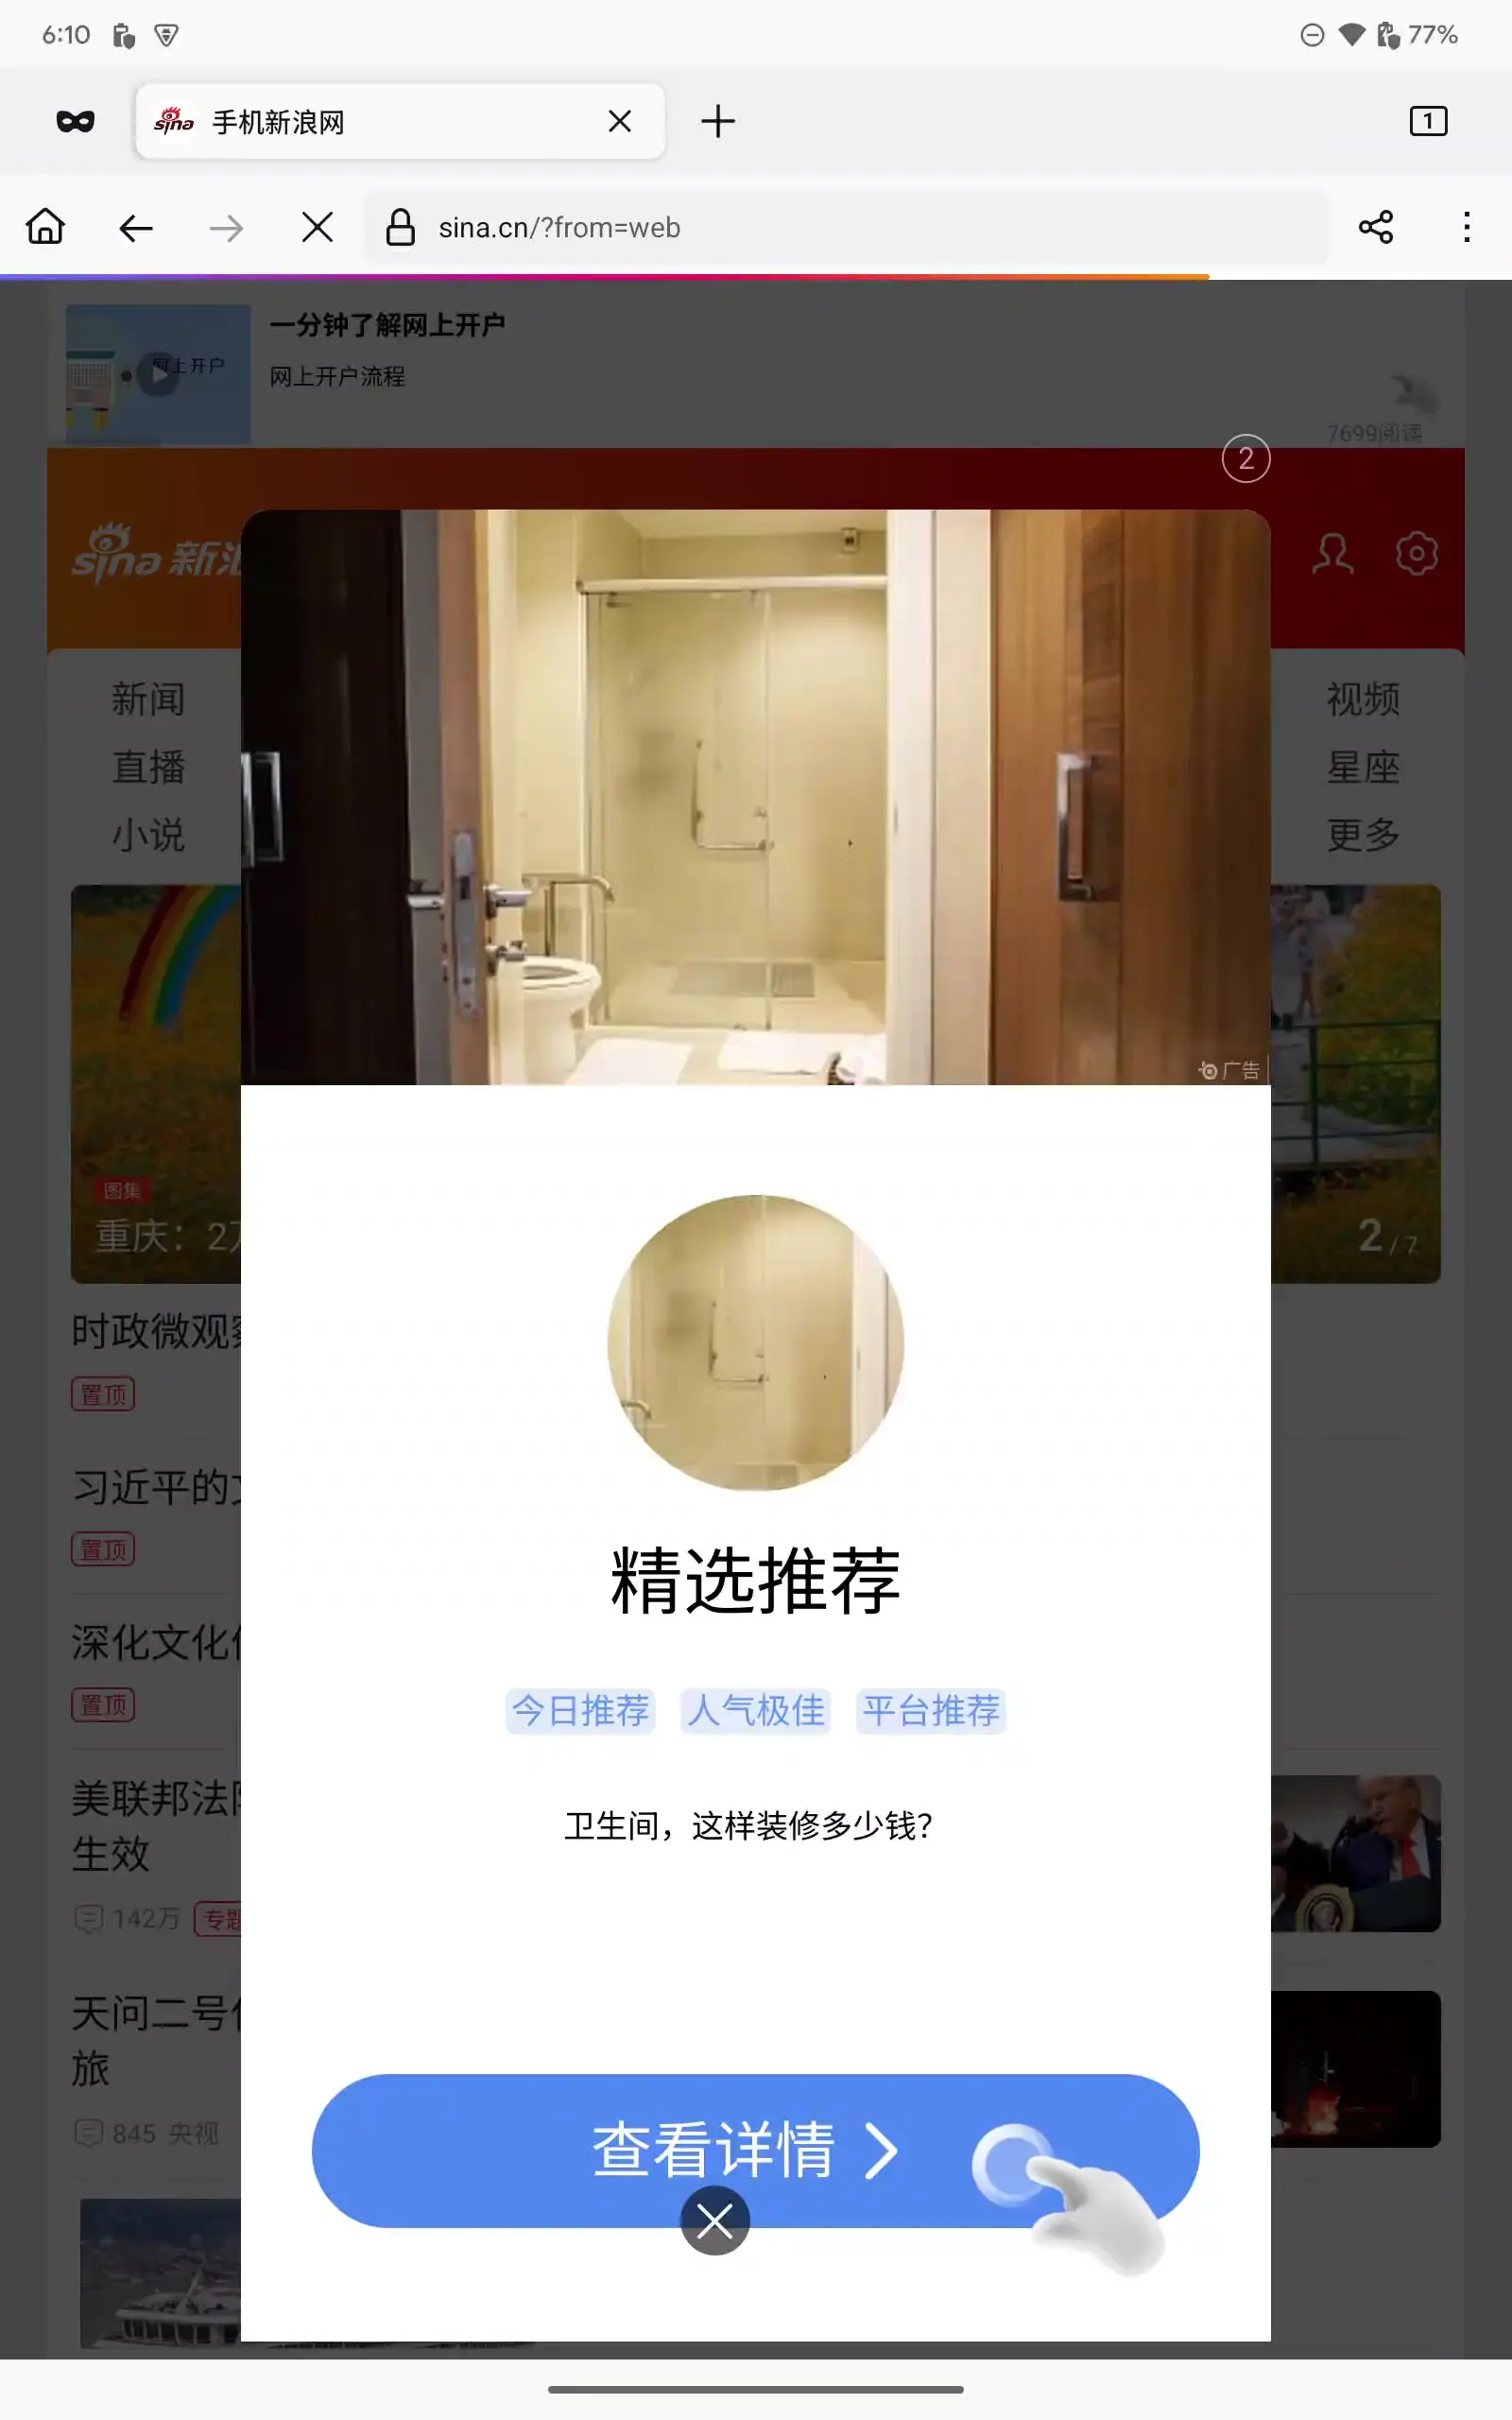 6:10
77%
sina 手机新浪网
1
sina.cn/?from=web
一分钟了解网上开户
网上开户
网上开户流程
7699阅读
2
sina 新浪
新闻
视频
直播
星座
小说
更多
广告
图集
重庆：2万
2/7
时政微观察
置顶
习近平的文
置顶
深化文化
置顶
美联邦法院
生效
142万 专题
天问二号
旅
845 央视
精选推荐
今日推荐 人气极佳 平台推荐
卫生间，这样装修多少钱？
查看详情